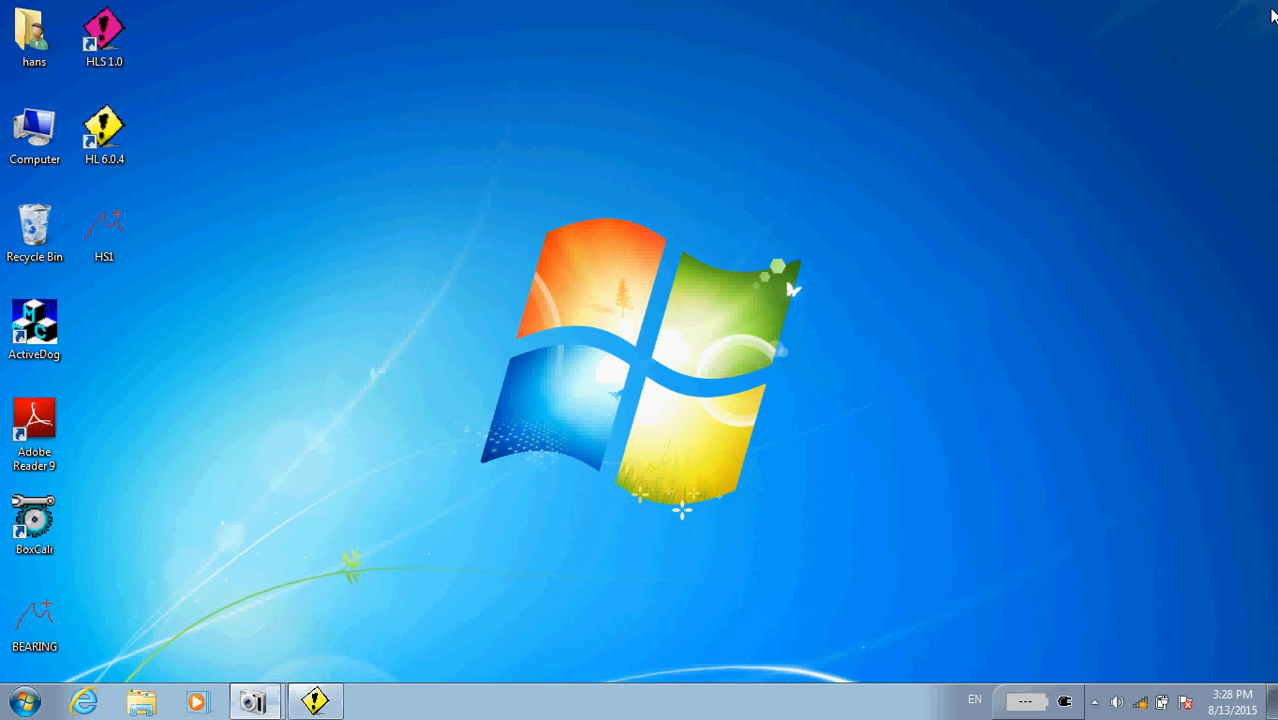 hans
HLS 1.0
Computer
HL 6.0.4
Recycle Bin
HS1
ActiveDog
Adobe
Reader 9
BoxCali
BEARING
EN
---
3:28 PM
8/13/2015